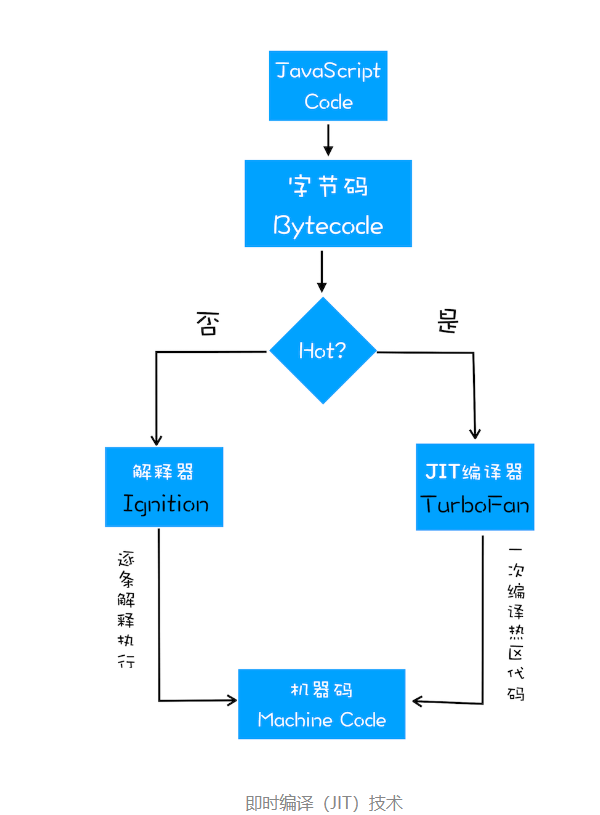 JavaScript
Code
字节码
Bytecode
否
是
Hot?
解释器
Ignition
JIT编译器
TurboFan
逐条解释执行
一次编译热区代码
机器码
Machine Code
即时编译（JIT）技术